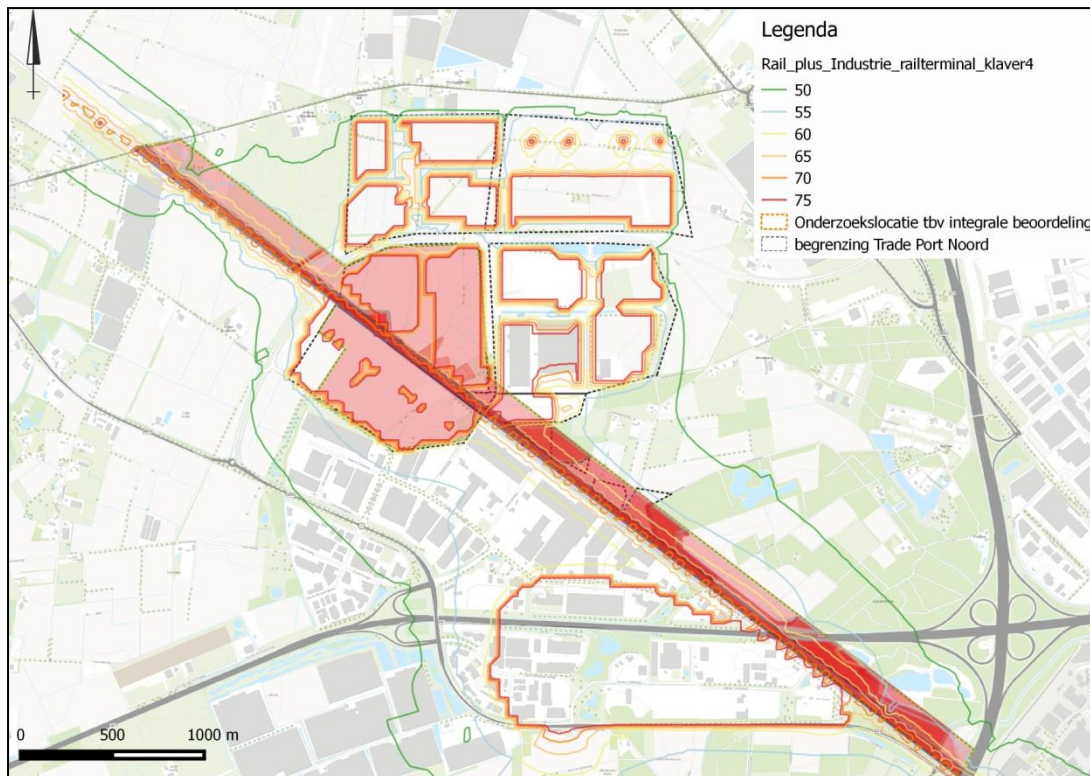 Legenda
Rail_plus_Industrie_railterminal_klaver4
50
55
60
65
70
75
Onderzoekslocatie tbv integrale beoordeling
begrenzing Trade Port Noord
0
500
1000 m